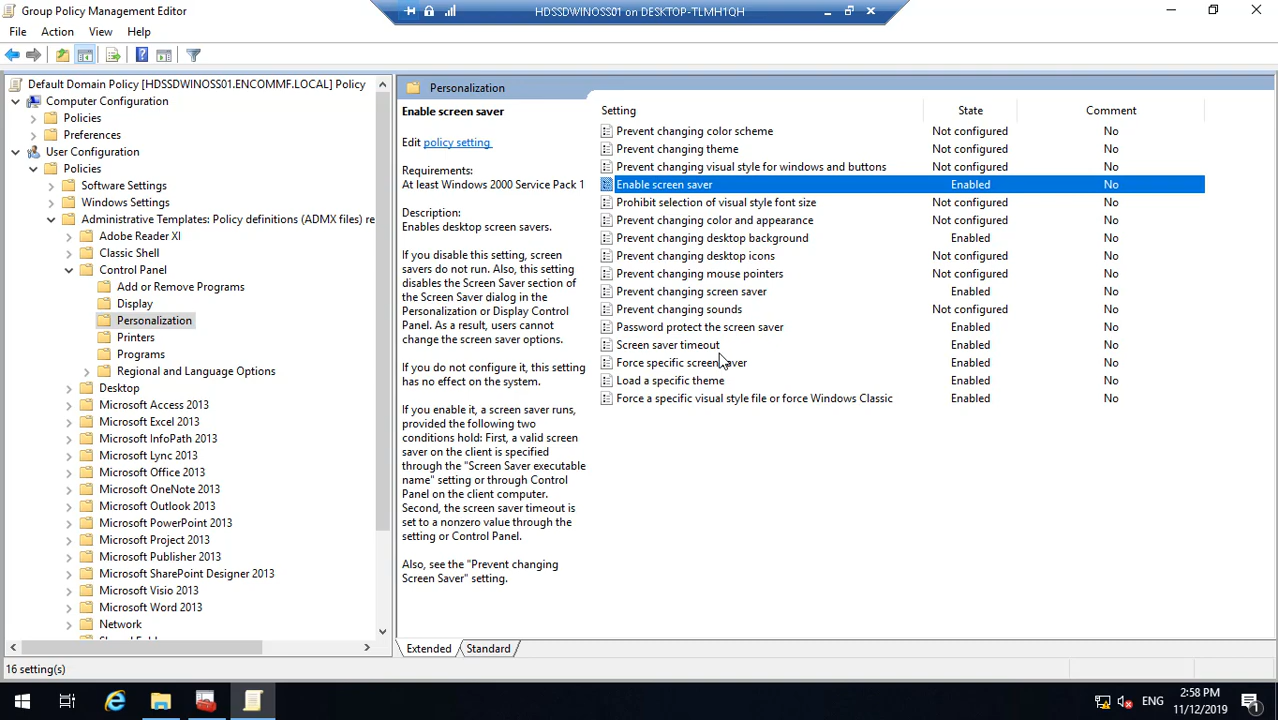 Group Policy Management Editor
HDSSDWINOSS01 on DESKTOP-TLMH1QH
File Action View Help
Default Domain Policy [HDSSDWINOSS01.ENCOMMF.LOCAL] Policy
Computer Configuration
Policies
Preferences
User Configuration
Policies
Software Settings
Windows Settings
Administrative Templates: Policy definitions (ADMX files) re
Adobe Reader XI
Classic Shell
Control Panel
Add or Remove Programs
Display
Personalization
Printers
Programs
Regional and Language Options
Desktop
Microsoft Access 2013
Microsoft Excel 2013
Microsoft InfoPath 2013
Microsoft Lync 2013
Microsoft Office 2013
Microsoft OneNote 2013
Microsoft Outlook 2013
Microsoft PowerPoint 2013
Microsoft Project 2013
Microsoft Publisher 2013
Microsoft SharePoint Designer 2013
Microsoft Visio 2013
Microsoft Word 2013
Network
Personalization
Enable screen saver
Edit policy setting
Requirements:
At least Windows 2000 Service Pack 1
Description:
Enables desktop screen savers.
If you disable this setting, screen
savers do not run. Also, this setting
disables the Screen Saver section of
the Screen Saver dialog in the
Personalization or Display Control
Panel. As a result, users cannot
change the screen saver options.
If you do not configure it, this setting
has no effect on the system.
If you enable it, a screen saver runs,
provided the following two
conditions hold: First, a valid screen
saver on the client is specified
through the "Screen Saver executable
name" setting or through Control
Panel on the client computer.
Second, the screen saver timeout is
set to a nonzero value through the
setting or Control Panel.
Also, see the "Prevent changing
Screen Saver" setting.
Setting State Comment
Prevent changing color scheme Not configured No
Prevent changing theme Not configured No
Prevent changing visual style for windows and buttons Not configured No
Enable screen saver Enabled No
Prohibit selection of visual style font size Not configured No
Prevent changing color and appearance Not configured No
Prevent changing desktop background Enabled No
Prevent changing desktop icons Not configured No
Prevent changing mouse pointers Not configured No
Prevent changing screen saver Enabled No
Prevent changing sounds Not configured No
Password protect the screen saver Enabled No
Screen saver timeout Enabled No
Force specific screen saver Enabled No
Load a specific theme Enabled No
Force a specific visual style file or force Windows Classic Enabled No
Extended Standard
16 setting(s)
ENG
2:58 PM
11/12/2019
1